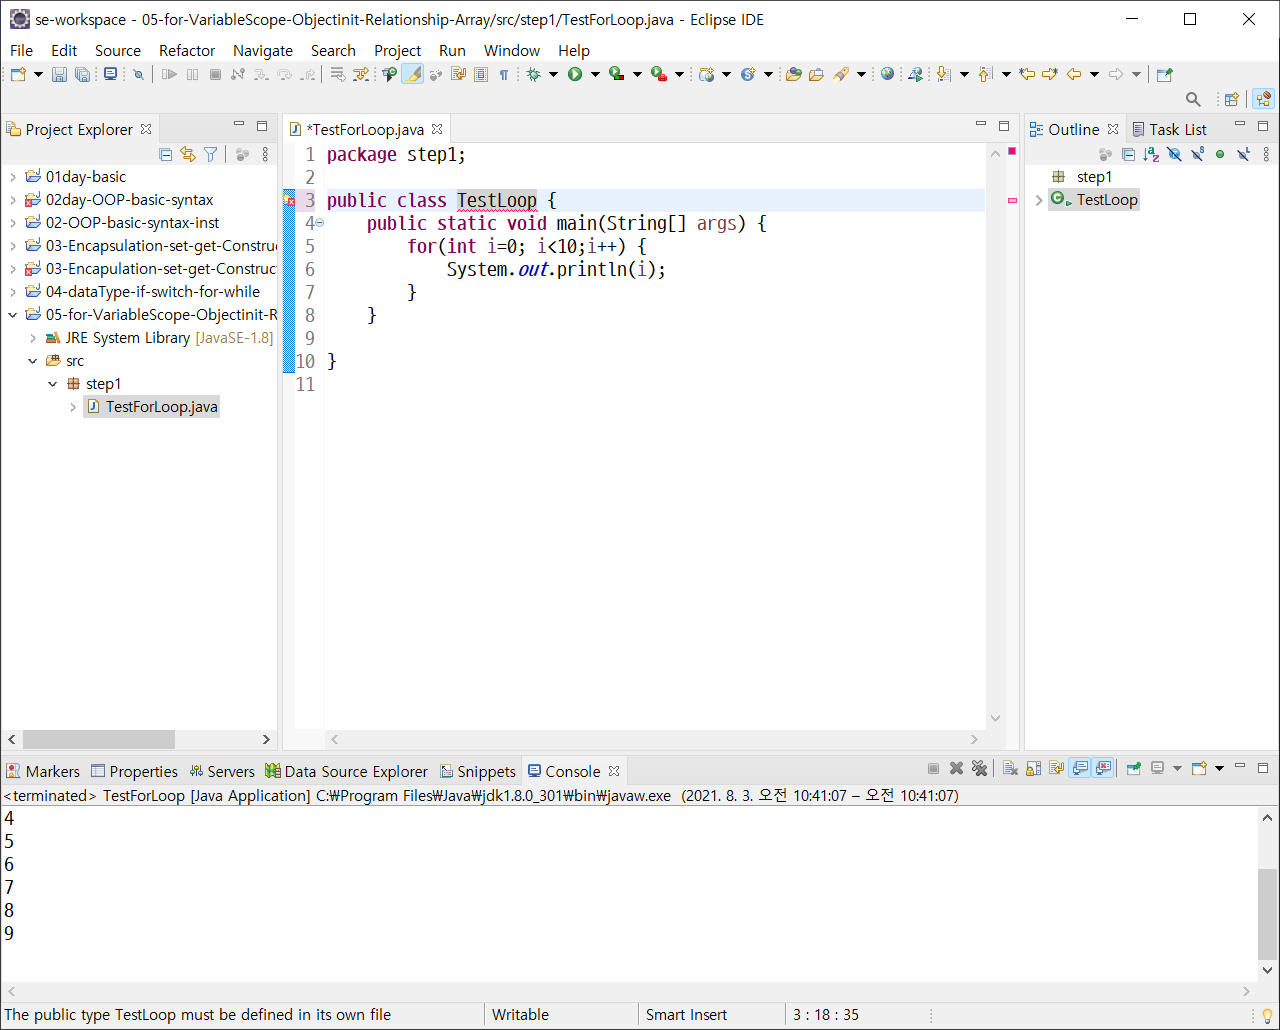 se-workspace - 05-for-VariableScope-Objectinit-Relationship-Array/src/step1/TestForLoop.java - Eclipse IDE
File Edit Source Refactor Navigate Search Project Run Window Help
Project Explorer
01day-basic
02day-OOP-basic-syntax
02-OOP-basic-syntax-inst
03-Encapsulation-set-get-Constru
03-Encapulation-set-get-Construc
04-dataType-if-switch-for-while
05-for-VariableScope-Objectinit-R
JRE System Library [JavaSE-1.8]
src
step1
TestForLoop.java
*TestForLoop.java
1 package step1;
2
3 public class TestLoop {
4 public static void main(String[] args) {
5 for(int i=0; i<10;i++) {
6 System.out.println(i);
7 }
8 }
9
10 }
11
Outline Task List
step1
TestLoop
Markers Properties Servers Data Source Explorer Snippets Console
<terminated> TestForLoop [Java Application] C:₩Program Files₩Java₩jdk1.8.0_301₩bin₩javaw.exe (2021. 8. 3. 오전 10:41:07 – 오전 10:41:07)
4
5
6
7
8
9
The public type TestLoop must be defined in its own file Writable Smart Insert 3 : 18 : 35